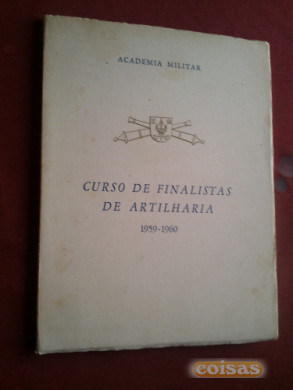 ACADEMIA MILITAR
CURSO DE FINALISTAS
DE ARTILHARIA
1959-1960
coisas